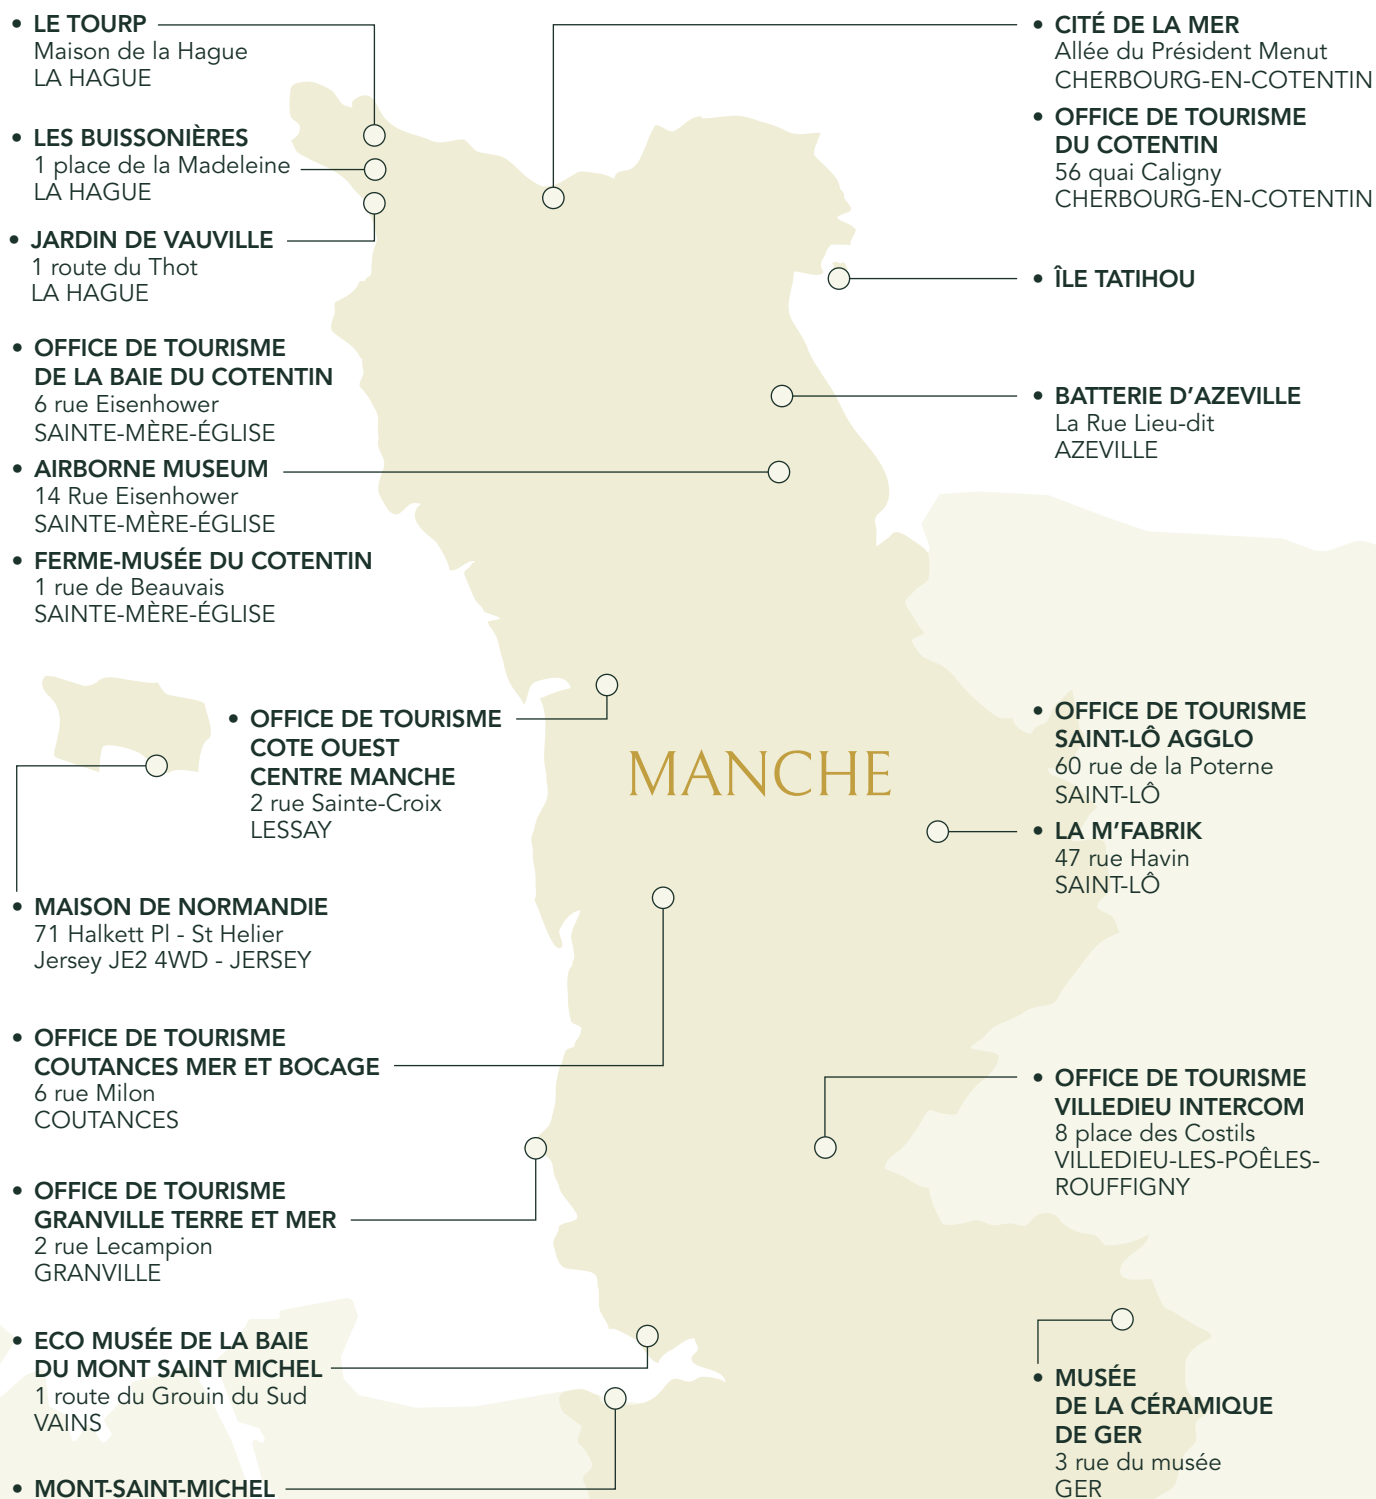 • LE TOURP
Maison de la Hague
LA HAGUE
• LES BUISSONIÈRES
1 place de la Madeleine
LA HAGUE
• JARDIN DE VAUVILLE
1 route du Thot
LA HAGUE
• OFFICE DE TOURISME
DE LA BAIE DU COTENTIN
6 rue Eisenhower
SAINTE-MÈRE-ÉGLISE
• AIRBORNE MUSEUM
14 Rue Eisenhower
SAINTE-MÈRE-ÉGLISE
• FERME-MUSÉE DU COTENTIN
1 rue de Beauvais
SAINTE-MÈRE-ÉGLISE
• OFFICE DE TOURISME
COTE OUEST
CENTRE MANCHE
2 rue Sainte-Croix
LESSAY
• MAISON DE NORMANDIE
71 Halkett Pl - St Helier
Jersey JE2 4WD - JERSEY
• OFFICE DE TOURISME
COUTANCES MER ET BOCAGE
6 rue Milon
COUTANCES
• OFFICE DE TOURISME
GRANVILLE TERRE ET MER
2 rue Lecampion
GRANVILLE
• ECO MUSÉE DE LA BAIE
DU MONT SAINT MICHEL
1 route du Grouin du Sud
VAINS
• MONT-SAINT-MICHEL
MANCHE
• CITÉ DE LA MER
Allée du Président Menut
CHERBOURG-EN-COTENTIN
• OFFICE DE TOURISME
DU COTENTIN
56 quai Caligny
CHERBOURG-EN-COTENTIN
• ÎLE TATIHOU
• BATTERIE D'AZEVILLE
La Rue Lieu-dit
AZEVILLE
• OFFICE DE TOURISME
SAINT-LÔ AGGLO
60 rue de la Poterne
SAINT-LÔ
• LA M'FABRIK
47 rue Havin
SAINT-LÔ
• OFFICE DE TOURISME
VILLEDIEU INTERCOM
8 place des Costils
VILLEDIEU-LES-POÊLES-
ROUFFIGNY
• MUSÉE
DE LA CÉRAMIQUE
DE GER
3 rue du musée
GER